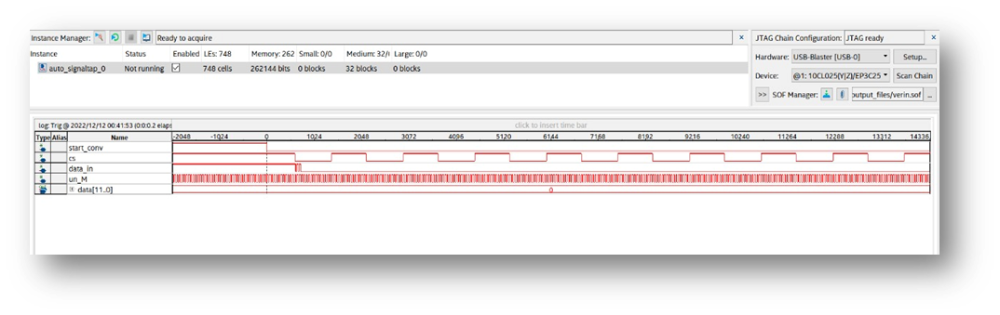 Instance Manager: Ready to acquire × JTAG Chain Configuration: JTAG ready ×
Instance Status Enabled LEs: 748 Memory: 262 Small: 0/0 Medium: 32/ Large: 0/0
Hardware: USB-Blaster [USB-0] Setup...
auto_signaltap_0 Not running 748 cells 262144 bits 0 blocks 32 blocks 0 blocks
Device: @1: 10CL025(Y|Z)/EP3C25 Scan Chain
>> SOF Manager: output_files/verin.sof ...
log: Trig @ 2022/12/12 00:41:53 (0:0:0.2 elaps click to insert time bar
Type Alias Name -2048 -1024 0 1024 2048 3072 4096 5120 6144 7168 8192 9216 10240 11264 12288 13312 14336
start_conv
cs
data_in
un_M
data[11..0] 0